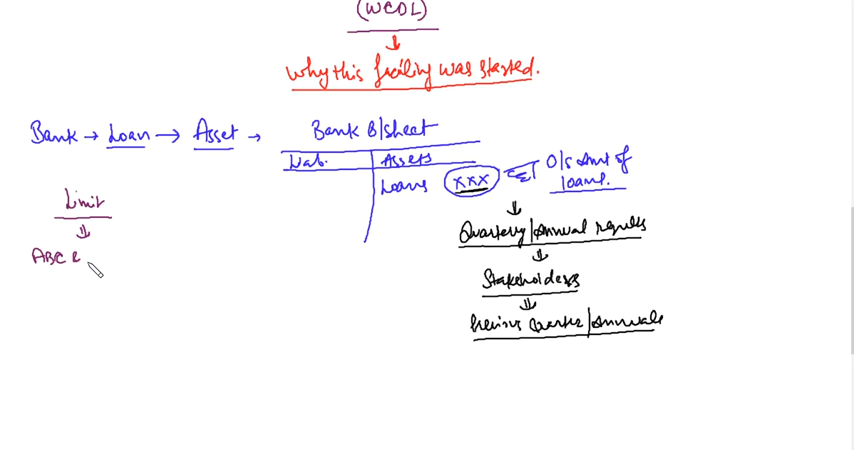 (WCDL)
Why this facility was started.
Bank → Loan → Asset →
Bank B/sheet
Liab. Assets
Loans xxx
O/s Amt of
loans.
Quarterly/Annual results
Stakeholders
Previous Quarter/Annuals
Limit
ABC R